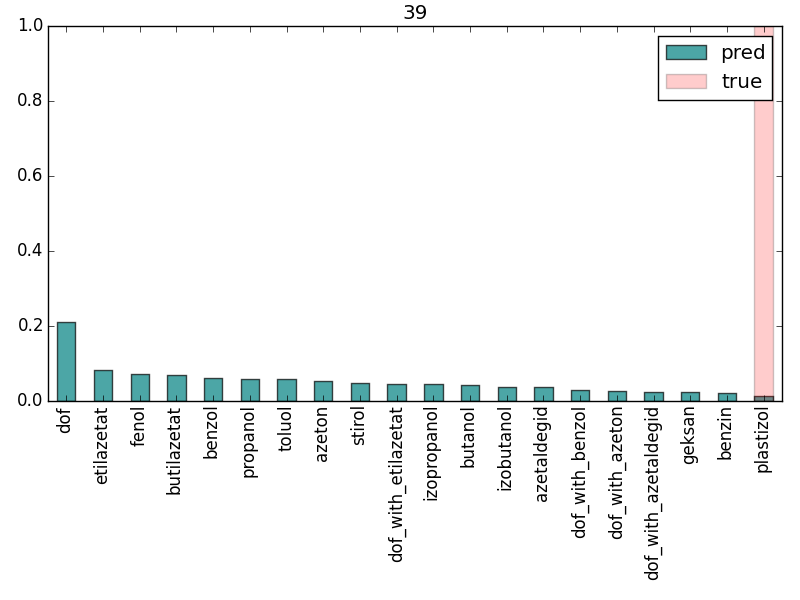 39
1.0
0.8
0.6
0.4
0.2
0.0
pred
true
dof
etilazetat
fenol
butilazetat
benzol
propanol
toluol
azeton
stirol
dof_with_etilazetat
izopropanol
butanol
izobutanol
azetaldegid
dof_with_benzol
dof_with_azeton
dof_with_azetaldegid
geksan
benzin
plastizol